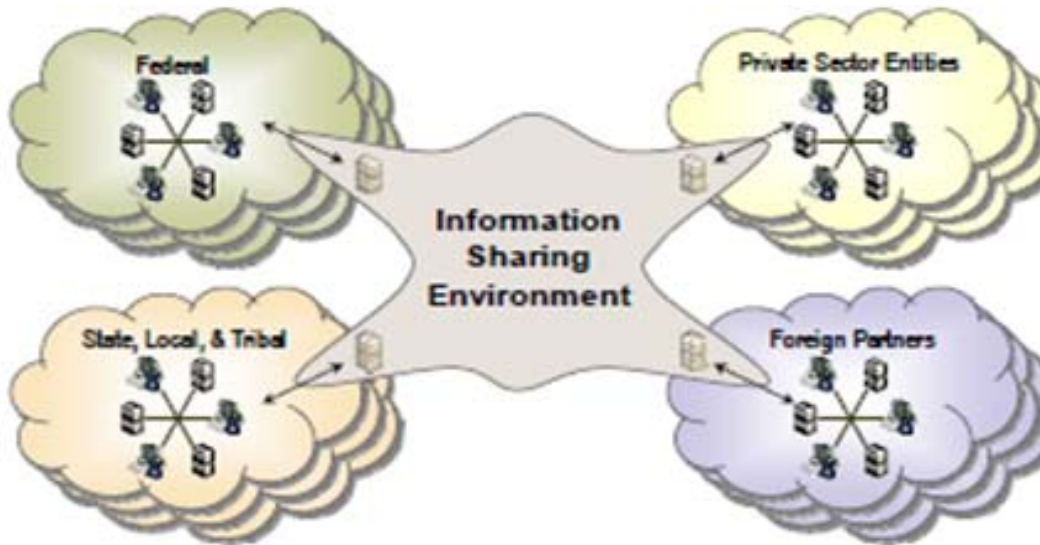 Federal
Private Sector Entities
Information
Sharing
Environment
State, Local, & Tribal
Foreign Partners